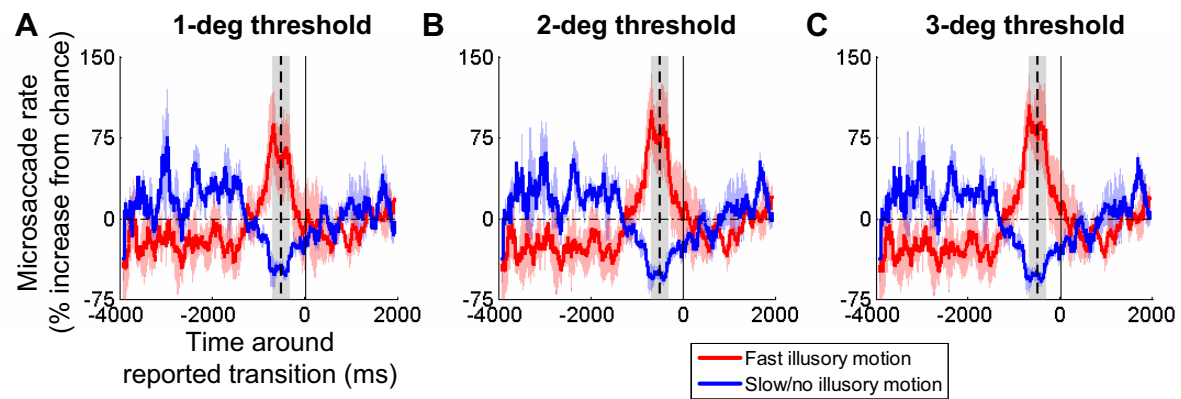 A 1-deg threshold
B 2-deg threshold
C 3-deg threshold
Microsaccade rate
(% increase from chance)
150
75
0
-75
-4000 -2000 0 2000
Time around
reported transition (ms)
150
75
0
-75
-4000 -2000 0 2000
150
75
0
-75
-4000 -2000 0 2000
Fast illusory motion
Slow/no illusory motion